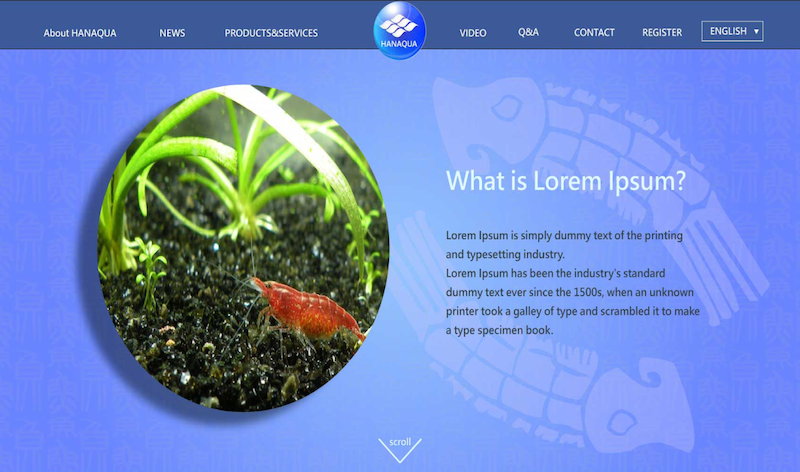 About HANAQUA
NEWS
PRODUCTS&SERVICES
HANAQUA
VIDEO
Q&A
CONTACT
REGISTER
ENGLISH
What is Lorem Ipsum?
Lorem Ipsum is simply dummy text of the printing
and typesetting industry.
Lorem Ipsum has been the industry's standard
dummy text ever since the 1500s, when an unknown
printer took a galley of type and scrambled it to make
a type specimen book.
scroll